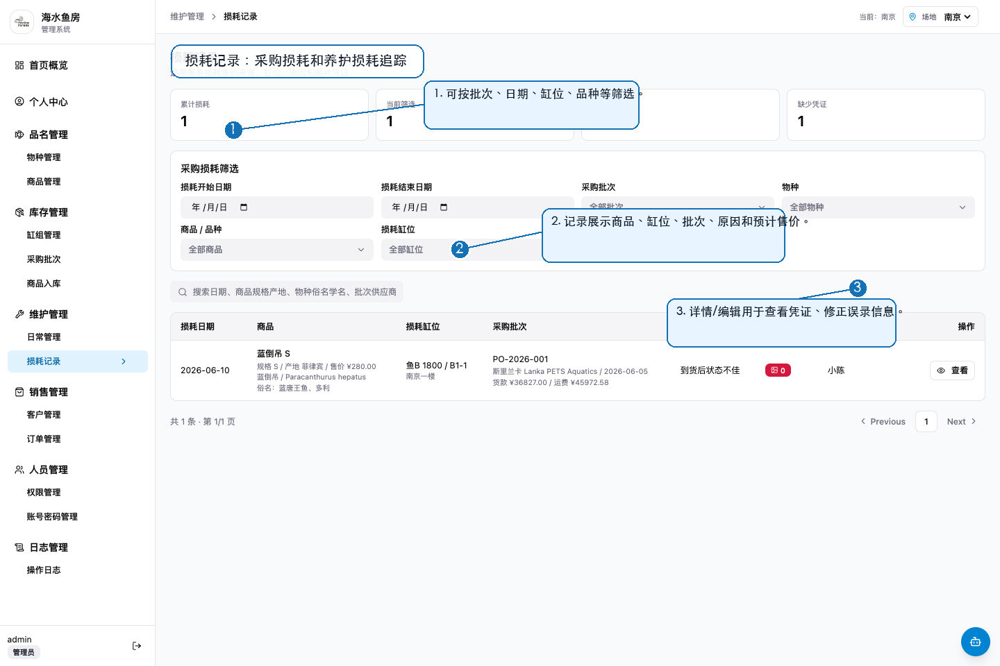 海水鱼房
管理系统
首页概览
个人中心
品名管理
物种管理
商品管理
库存管理
缸组管理
采购批次
商品入库
维护管理
日常管理
损耗记录
销售管理
客户管理
订单管理
人员管理
权限管理
账号密码管理
日志管理
操作日志
admin
管理员
维护管理 > 损耗记录
当前：南京
场地 南京
损耗记录：采购损耗和养护损耗追踪
1. 可按批次、日期、缸位、品种等筛选。
累计损耗
1
1
当前筛选
1
缺少凭证
1
采购损耗筛选
损耗开始日期
年 /月/日
损耗结束日期
年 /月/日
采购批次
全部批次
物种
全部物种
2. 记录展示商品、缸位、批次、原因和预计售价。
商品 / 品种
全部商品
损耗缸位
全部缸位
2
搜索日期、商品规格产地、物种俗名学名、批次供应商
3
3. 详情/编辑用于查看凭证、修正误录信息。
损耗日期 商品 损耗缸位 采购批次 操作
2026-06-10
蓝倒吊 S
规格 S / 产地 菲律宾 / 售价 ¥280.00
蓝倒吊 / Paracanthurus hepatus
俗名：蓝唐王鱼、多利
鱼B 1800 / B1-1
南京一楼
PO-2026-001
斯里兰卡 Lanka PETS Aquatics / 2026-06-05
货款 ¥36827.00 / 运费 ¥45972.58
到货后状态不佳
0
小陈
查看
共 1 条 · 第 1/1 页
Previous 1 Next